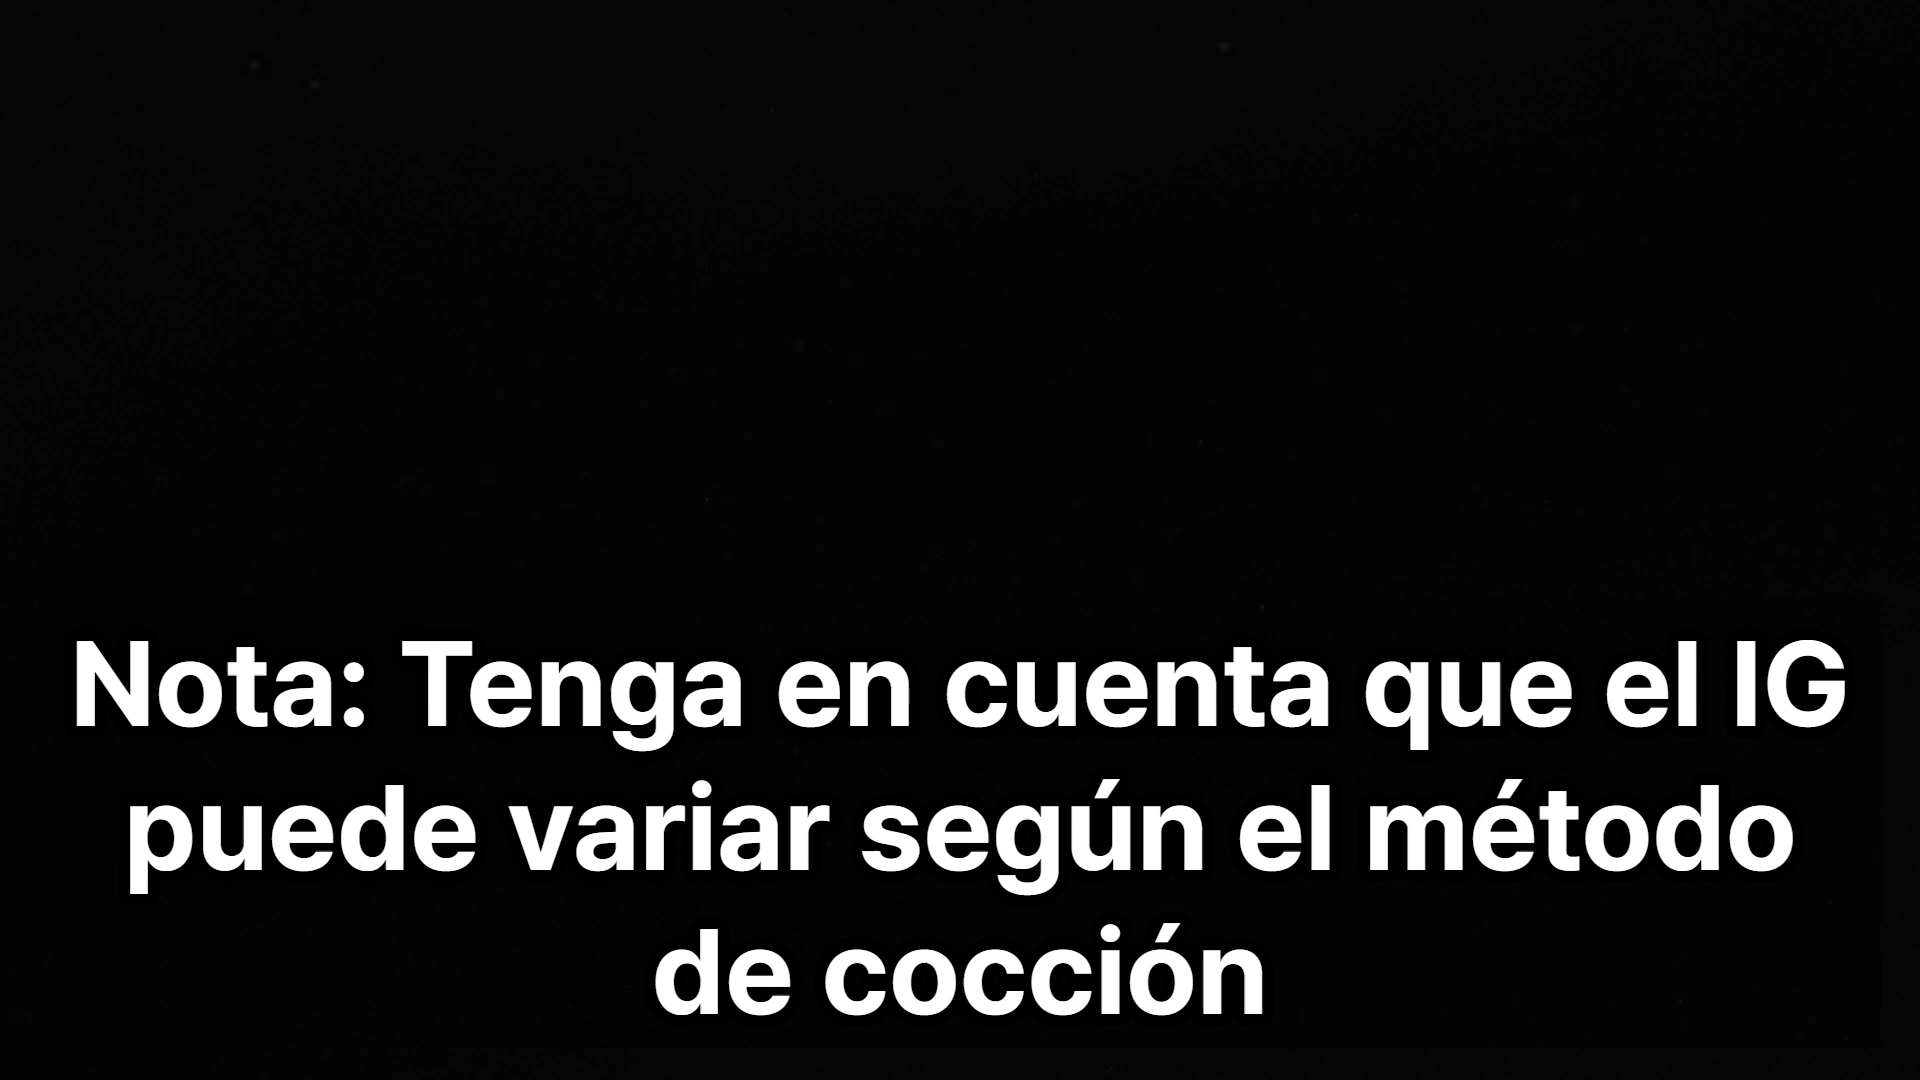 Nota: Tenga en cuenta que el IG
puede variar según el método
de cocción